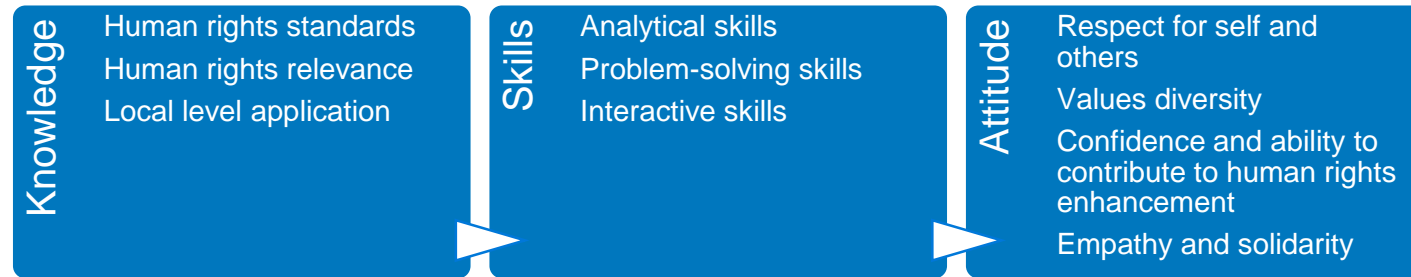 Knowledge
Human rights standards
Human rights relevance
Local level application
Skills
Analytical skills
Problem-solving skills
Interactive skills
Attitude
Respect for self and
others
Values diversity
Confidence and ability to
contribute to human rights
enhancement
Empathy and solidarity